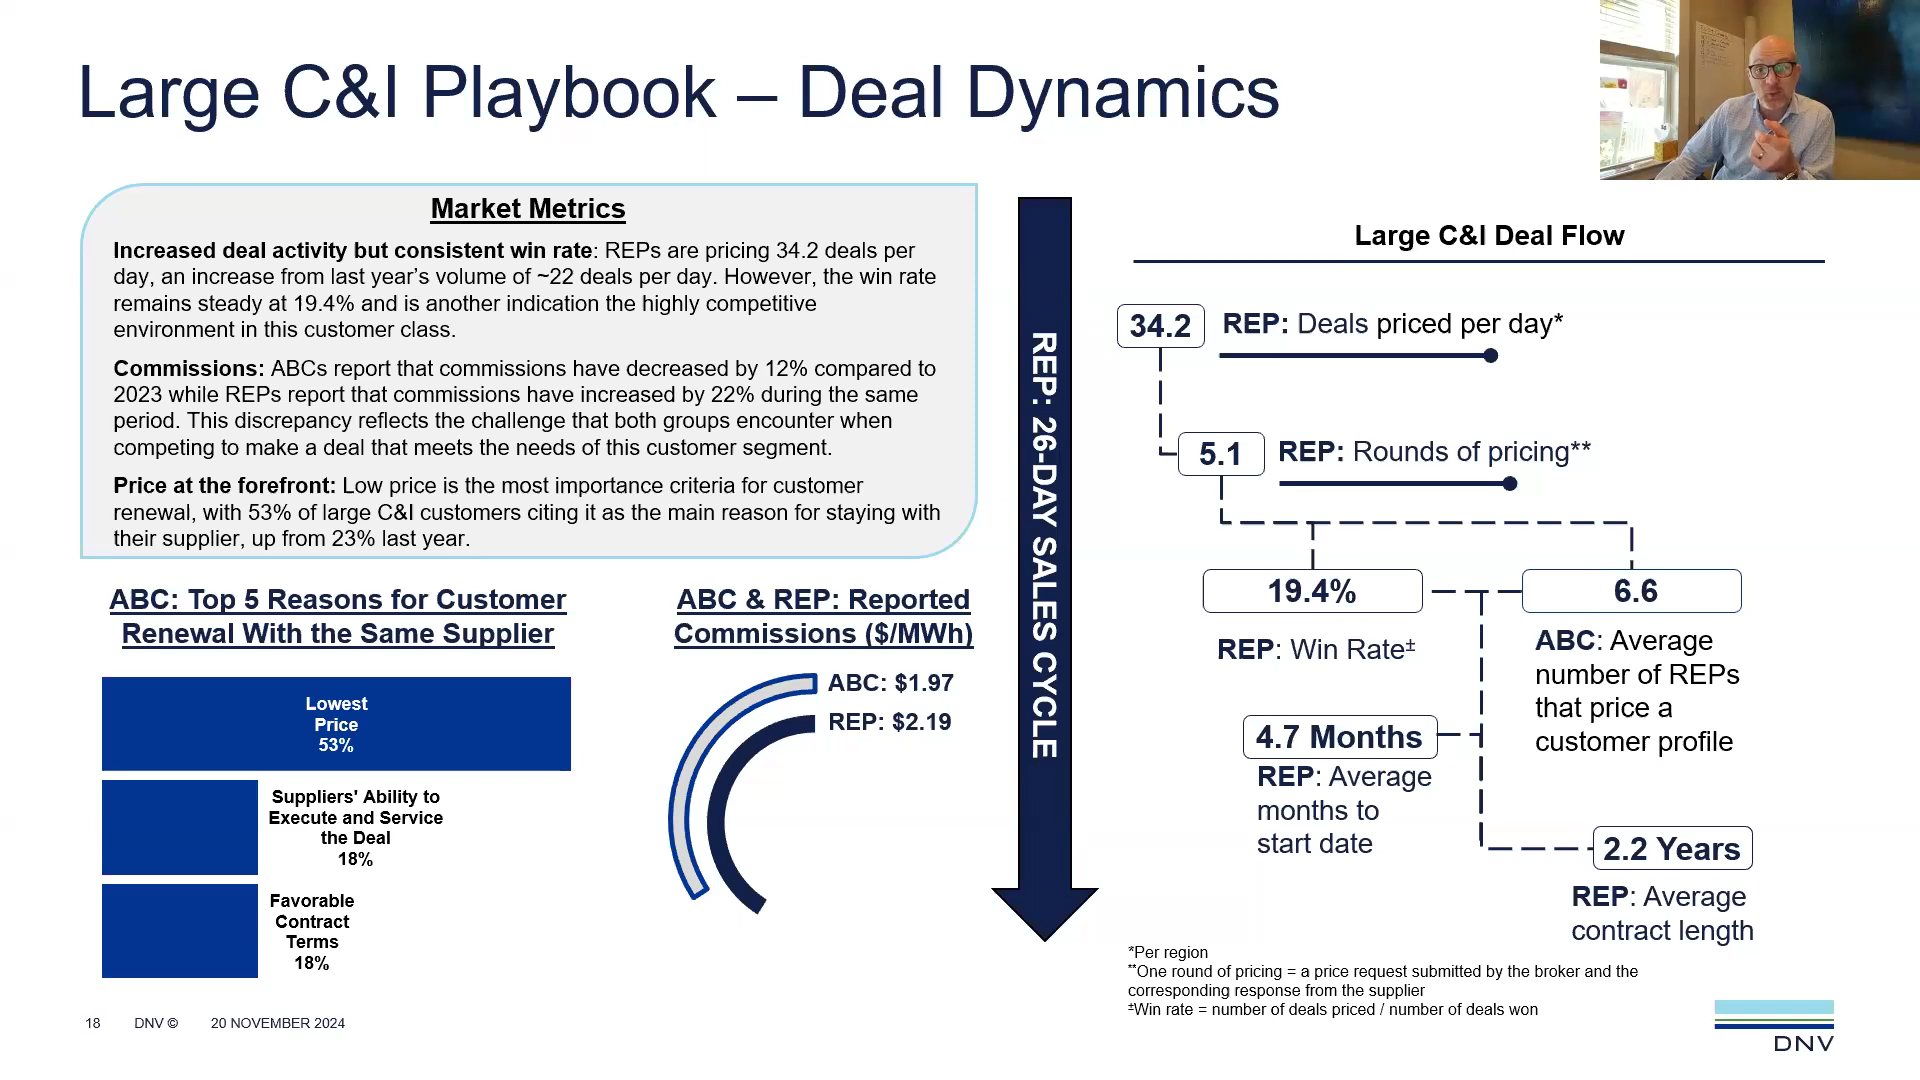 Large C&I Playbook – Deal Dynamics
Market Metrics
Increased deal activity but consistent win rate: REPs are pricing 34.2 deals per
day, an increase from last year’s volume of ~22 deals per day. However, the win rate
remains steady at 19.4% and is another indication the highly competitive
environment in this customer class.
Commissions: ABCs report that commissions have decreased by 12% compared to
2023 while REPs report that commissions have increased by 22% during the same
period. This discrepancy reflects the challenge that both groups encounter when
competing to make a deal that meets the needs of this customer segment.
Price at the forefront: Low price is the most importance criteria for customer
renewal, with 53% of large C&I customers citing it as the main reason for staying with
their supplier, up from 23% last year.
ABC: Top 5 Reasons for Customer
Renewal With the Same Supplier
Lowest
Price
53%
Suppliers' Ability to
Execute and Service
the Deal
18%
Favorable
Contract
Terms
18%
ABC & REP: Reported
Commissions ($/MWh)
ABC: $1.97
REP: $2.19
REP: 26-DAY SALES CYCLE
Large C&I Deal Flow
34.2
REP: Deals priced per day*
5.1
REP: Rounds of pricing**
19.4%
REP: Win Rate±
6.6
ABC: Average
number of REPs
that price a
customer profile
4.7 Months
REP: Average
months to
start date
2.2 Years
REP: Average
contract length
*Per region
**One round of pricing = a price request submitted by the broker and the
corresponding response from the supplier
±Win rate = number of deals priced / number of deals won
18 DNV © 20 NOVEMBER 2024
DNV